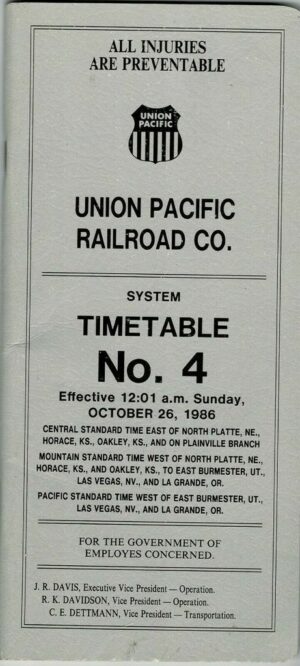 ALL INJURIES
ARE PREVENTABLE
UNION
PACIFIC
UNION PACIFIC
RAILROAD CO.
SYSTEM
TIMETABLE
No. 4
Effective 12:01 a.m. Sunday,
OCTOBER 26, 1986
CENTRAL STANDARD TIME EAST OF NORTH PLATTE, NE.,
HORACE, KS., OAKLEY, KS., AND ON PLAINVILLE BRANCH
MOUNTAIN STANDARD TIME WEST OF NORTH PLATTE, NE.,
HORACE, KS., AND OAKLEY, KS., TO EAST BURMESTER, UT.,
LAS VEGAS, NV., AND LA GRANDE, OR.
PACIFIC STANDARD TIME WEST OF EAST BURMESTER, UT.,
LAS VEGAS, NV., AND LA GRANDE, OR.
FOR THE GOVERNMENT OF
EMPLOYES CONCERNED.
J. R. DAVIS, Executive Vice President — Operation.
R. K. DAVIDSON, Vice President — Operation.
C. E. DETTMANN, Vice President — Transportation.